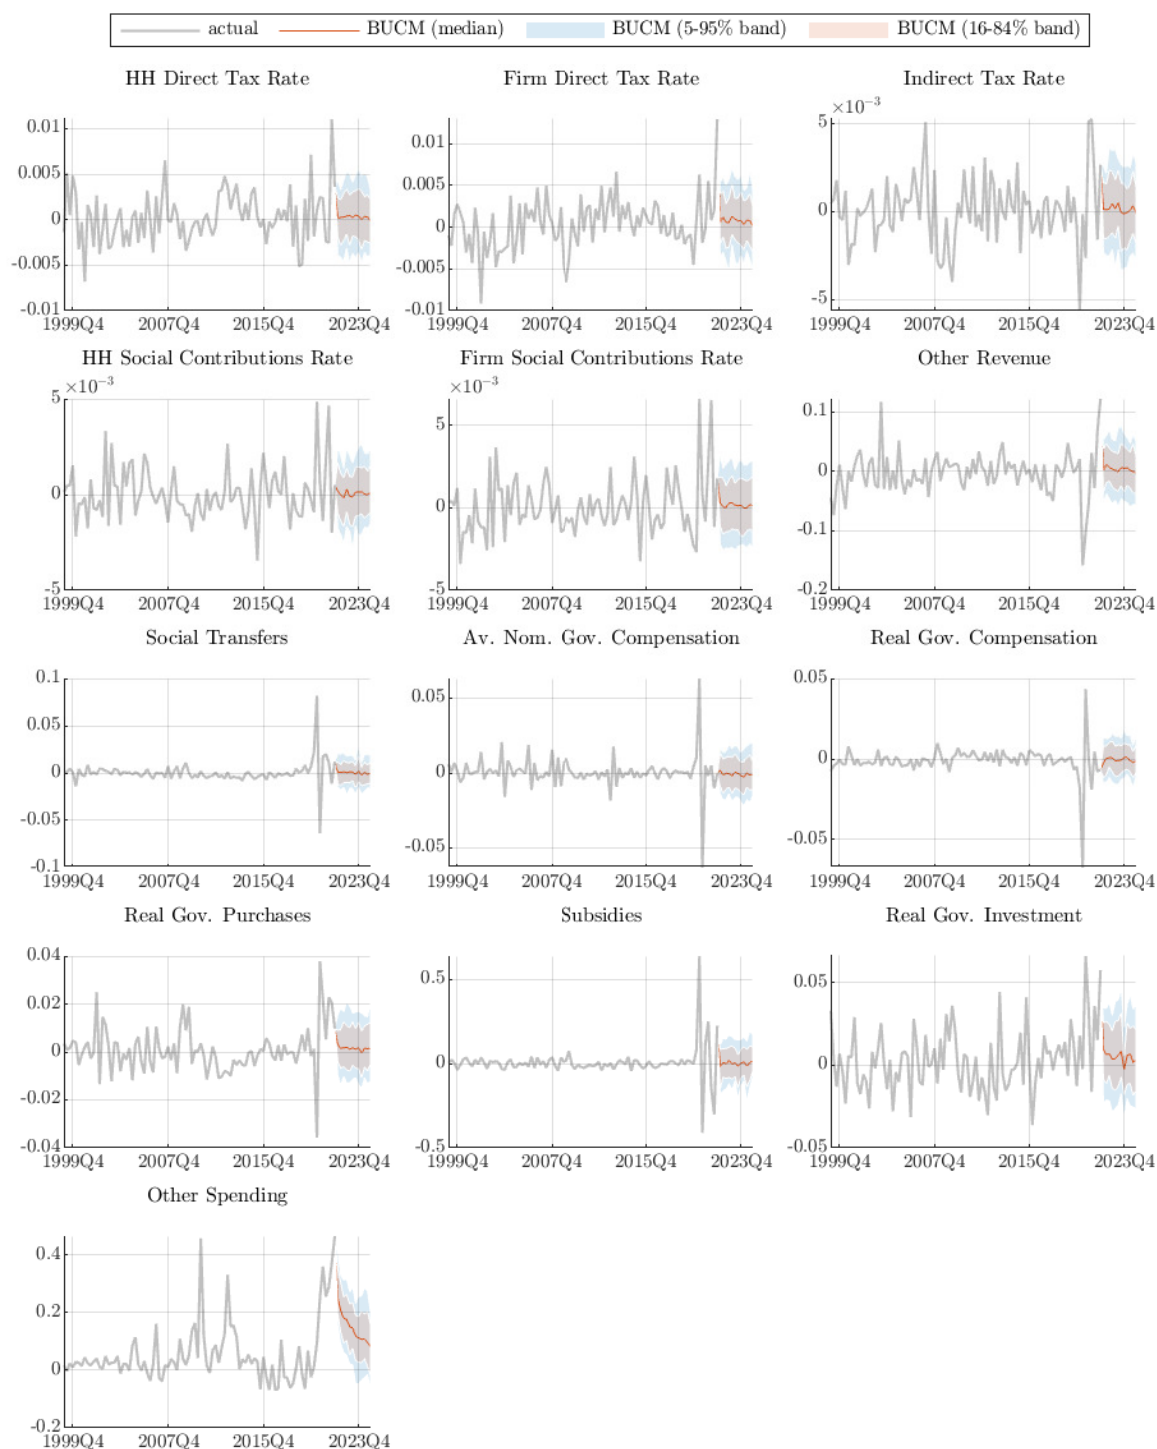 actual BUCM (median) BUCM (5-95% band) BUCM (16-84% band)
HH Direct Tax Rate Firm Direct Tax Rate Indirect Tax Rate
×10⁻³
0.01 0.01 5
0.005 0.005
0 0 0
-0.005 -0.005
-0.01 -0.01 -5
1999Q4 2007Q4 2015Q4 2023Q4 1999Q4 2007Q4 2015Q4 2023Q4 1999Q4 2007Q4 2015Q4 2023Q4
HH Social Contributions Rate Firm Social Contributions Rate Other Revenue
×10⁻³ ×10⁻³
5 5 0.1
0 0 0
-0.1
-5 -5 -0.2
1999Q4 2007Q4 2015Q4 2023Q4 1999Q4 2007Q4 2015Q4 2023Q4 1999Q4 2007Q4 2015Q4 2023Q4
Social Transfers Av. Nom. Gov. Compensation Real Gov. Compensation
0.1 0.05 0.05
0.05
0 0 0
-0.05 -0.05 -0.05
-0.1
1999Q4 2007Q4 2015Q4 2023Q4 1999Q4 2007Q4 2015Q4 2023Q4 1999Q4 2007Q4 2015Q4 2023Q4
Real Gov. Purchases Subsidies Real Gov. Investment
0.04 0.5 0.05
0.02
0 0 0
-0.02
-0.04 -0.5 -0.05
1999Q4 2007Q4 2015Q4 2023Q4 1999Q4 2007Q4 2015Q4 2023Q4 1999Q4 2007Q4 2015Q4 2023Q4
Other Spending
0.4
0.2
0
-0.2
1999Q4 2007Q4 2015Q4 2023Q4